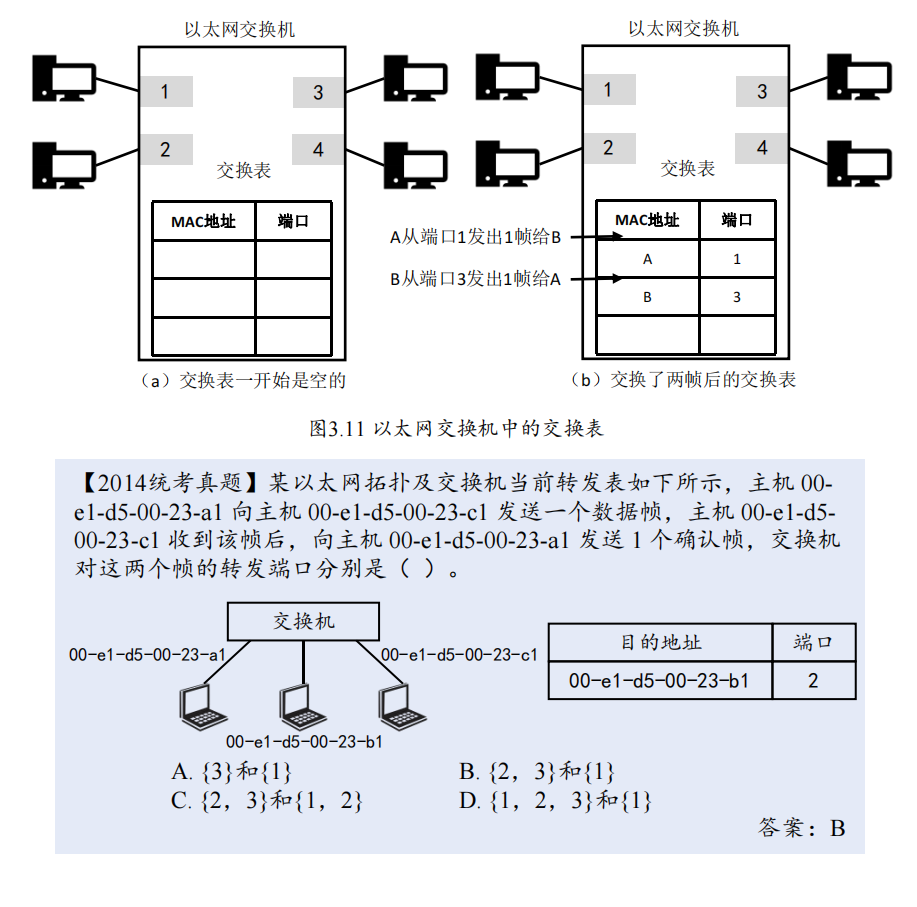 以太网交换机
以太网交换机
1
3
1
3
2
4
2
4
交换表
交换表
MAC地址 端口
MAC地址 端口
A从端口1发出1帧给B
A 1
B从端口3发出1帧给A
B 3
（a）交换表一开始是空的
（b）交换了两帧后的交换表
图3.11 以太网交换机中的交换表
【2014统考真题】某以太网拓扑及交换机当前转发表如下所示，主机 00-
e1-d5-00-23-a1 向主机 00-e1-d5-00-23-c1 发送一个数据帧，主机 00-e1-d5-
00-23-c1 收到该帧后，向主机 00-e1-d5-00-23-a1 发送 1 个确认帧，交换机
对这两个帧的转发端口分别是（ ）。
交换机
00-e1-d5-00-23-a1
00-e1-d5-00-23-c1
00-e1-d5-00-23-b1
目的地址 端口
00-e1-d5-00-23-b1 2
A. {3}和{1}
B. {2，3}和{1}
C. {2，3}和{1，2}
D. {1，2，3}和{1}
答案：B